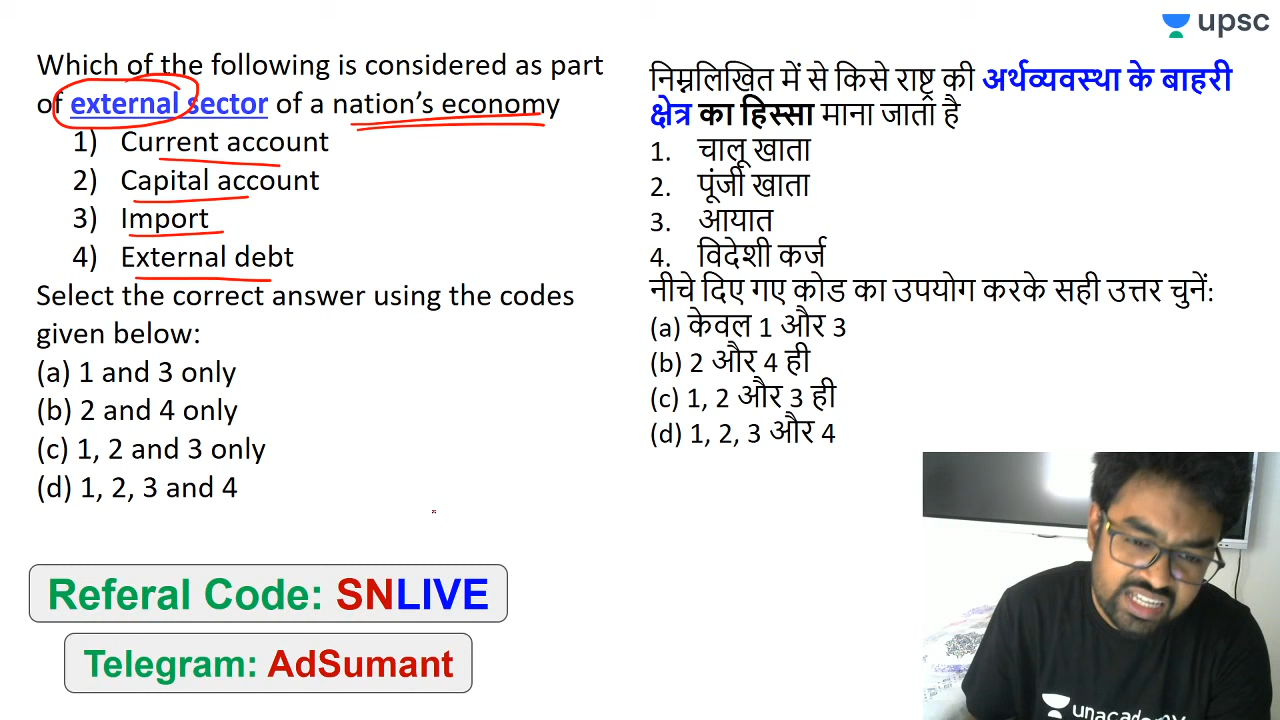 upsc
Which of the following is considered as part
of external sector of a nation's economy
1) Current account
2) Capital account
3) Import
4) External debt
Select the correct answer using the codes
given below:
(a) 1 and 3 only
(b) 2 and 4 only
(c) 1, 2 and 3 only
(d) 1, 2, 3 and 4
निम्नलिखित में से किसे राष्ट्र की अर्थव्यवस्था के बाहरी
क्षेत्र का हिस्सा माना जाता है
1. चालू खाता
2. पूंजी खाता
3. आयात
4. विदेशी कर्ज
नीचे दिए गए कोड का उपयोग करके सही उत्तर चुनें:
(a) केवल 1 और 3
(b) 2 और 4 ही
(c) 1, 2 और 3 ही
(d) 1, 2, 3 और 4
Referal Code: SNLIVE
Telegram: AdSumant
unacademy